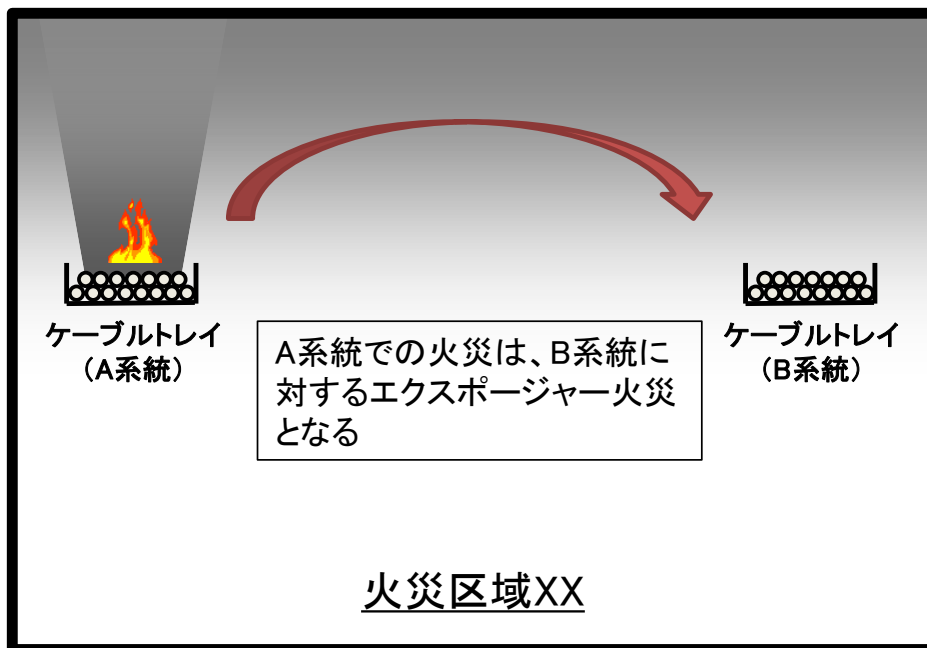 ケーブルトレイ
（A系統）
ケーブルトレイ
（B系統）
A系統での火災は、B系統に
対するエクスポージャー火災
となる
火災区域XX